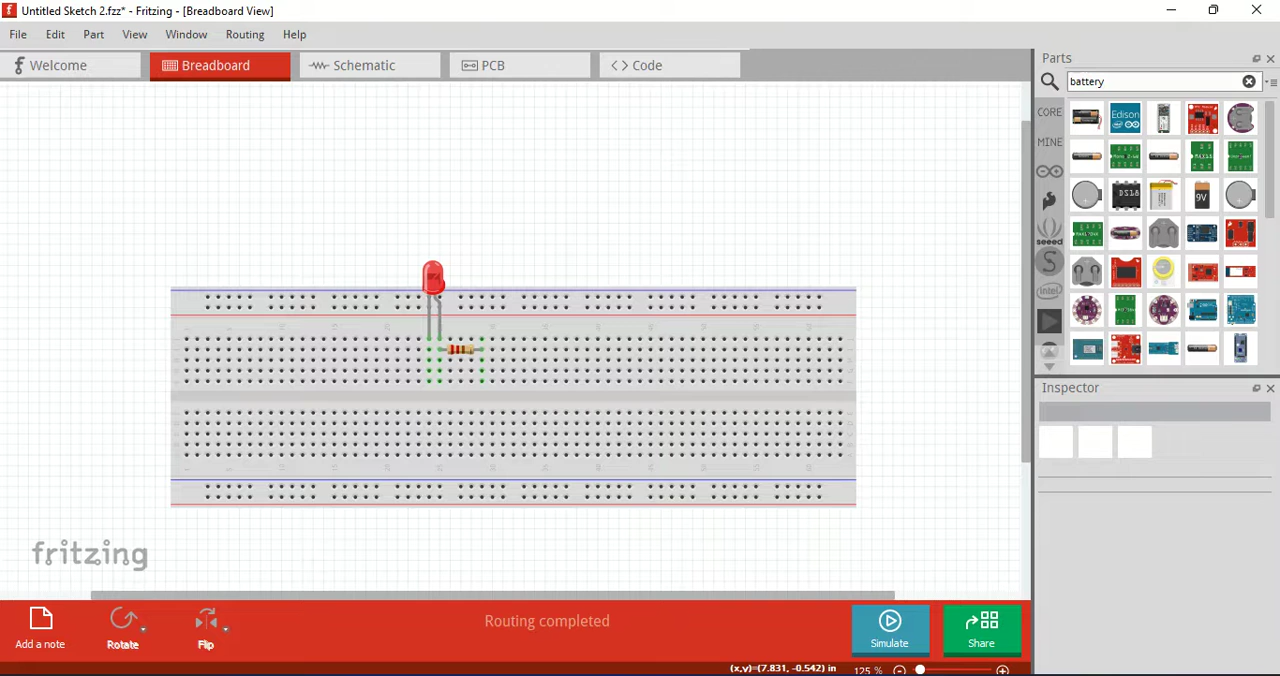 Untitled Sketch 2.fzz* - Fritzing - [Breadboard View]
File Edit Part View Window Routing Help
Welcome Breadboard Schematic PCB Code
Parts
battery
CORE
MINE
seeed
intel
Edison
9V
Inspector
fritzing
Add a note Rotate Flip
Routing completed
Simulate Share
(x,y)=(7.831, -0.542) in 125 %